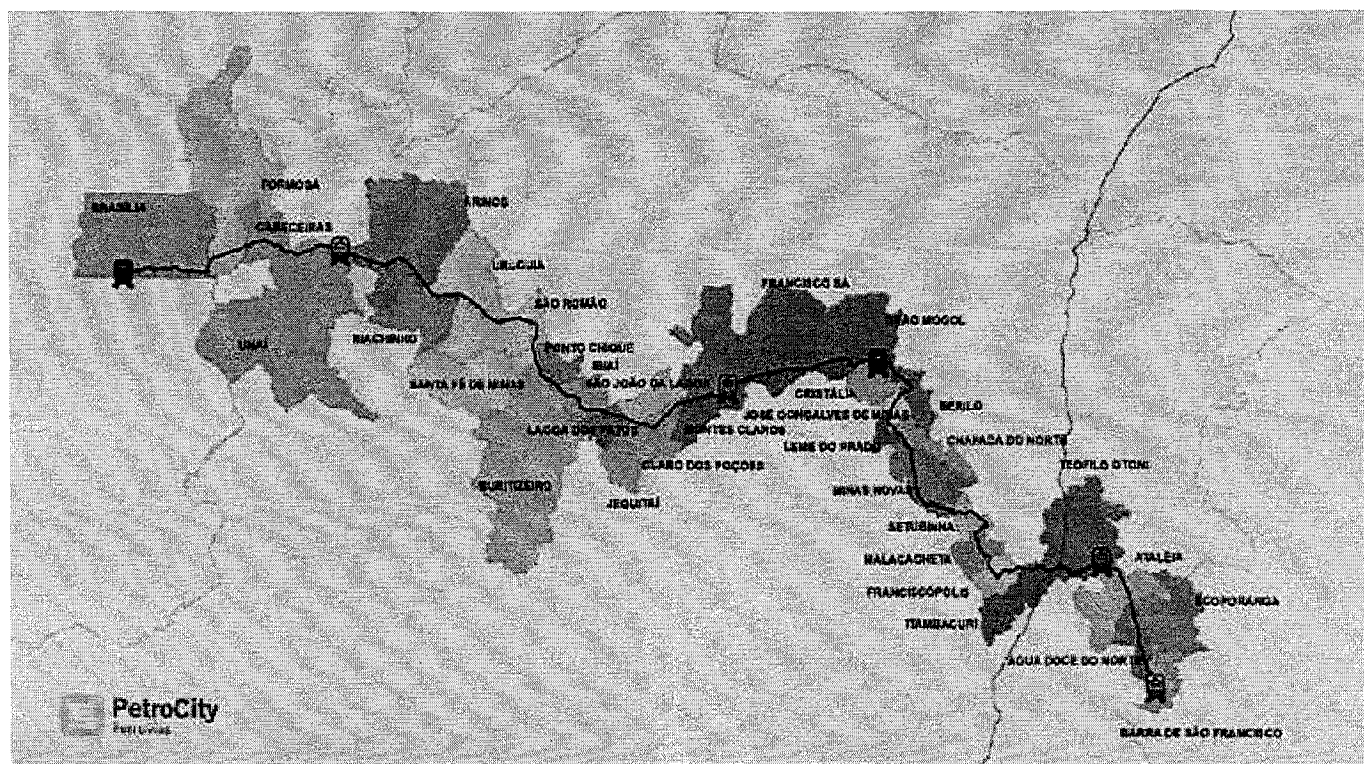 FORMOSA
BRASÍLIA
ARINOS
CABECEIRAS
URUCUIA
SÃO ROMÃO
FRANCISCO SÁ
GRÃO MOGOL
UNAÍ
RIACHINHO
PONTO CHIQUE
IBIAÍ
SANTA FÉ DE MINAS
SÃO JOÃO DA LAGOA
CRISTÁLIA
BERILO
JOSÉ GONÇALVES DE MINAS
LAGOA DOS PATOS
MONTES CLAROS
CHAPADA DO NORTE
LEME DO PRADO
CLARO DOS POÇÕES
TEOFILO OTONI
BURITIZEIRO
MINAS NOVAS
JEQUITAÍ
SETUBINHA
MALACACHETA
ATALÉIA
FRANCISCÓPOLIS
ECOPORANGA
ITAMBACURI
ÁGUA DOCE DO NORTE
PetroCity
Ferrovias
BARRA DE SÃO FRANCISCO